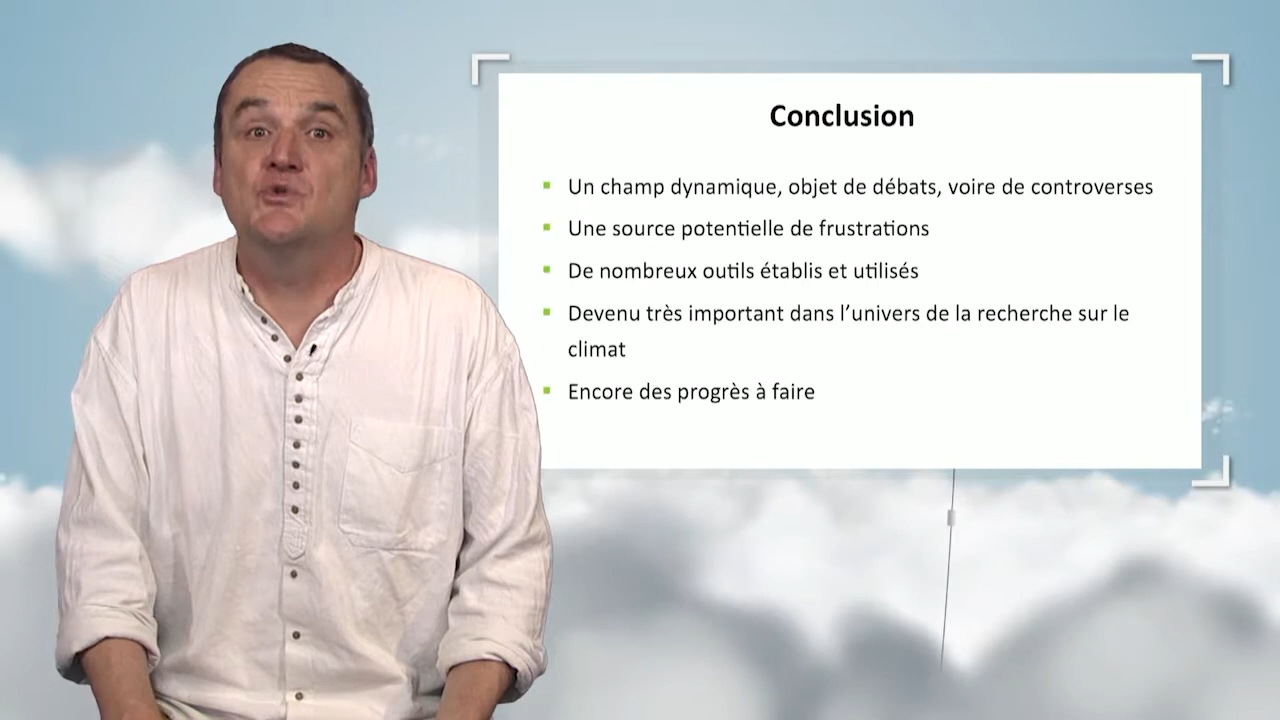 Conclusion
Un champ dynamique, objet de débats, voire de controverses
Une source potentielle de frustrations
De nombreux outils établis et utilisés
Devenu très important dans l’univers de la recherche sur le
climat
Encore des progrès à faire